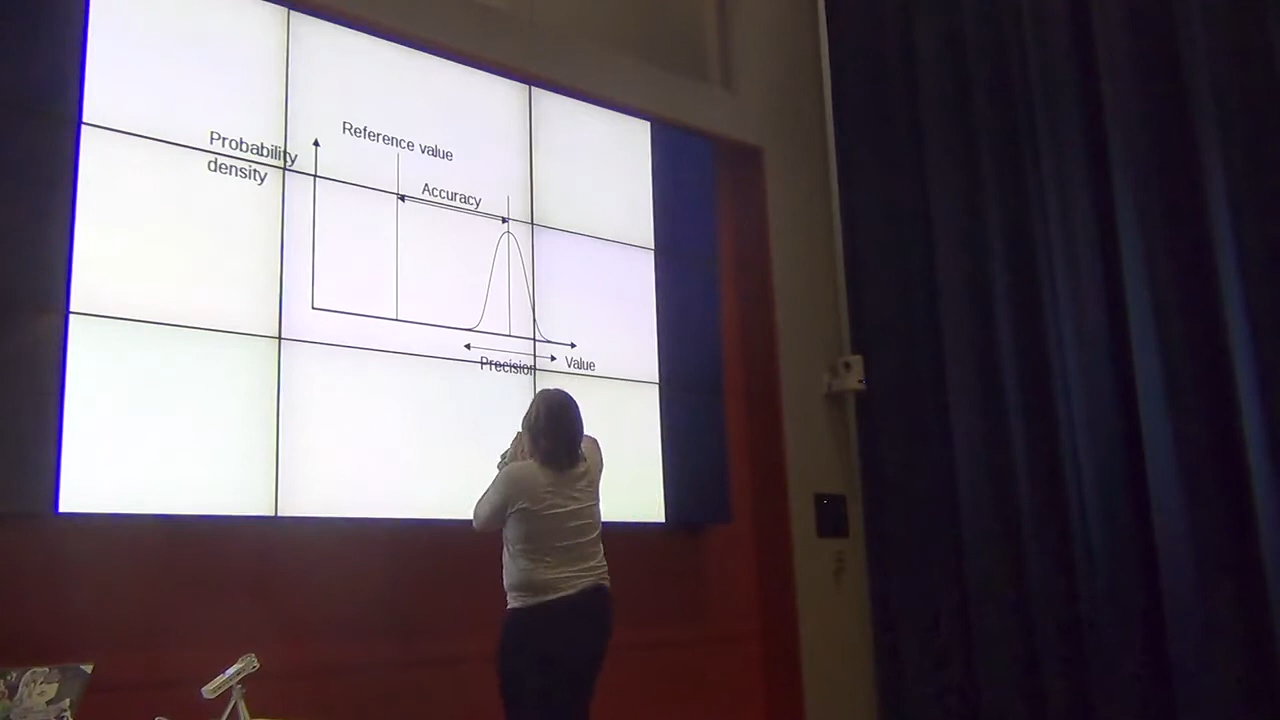 Reference value
Probability
density
Accuracy
Precision
Value